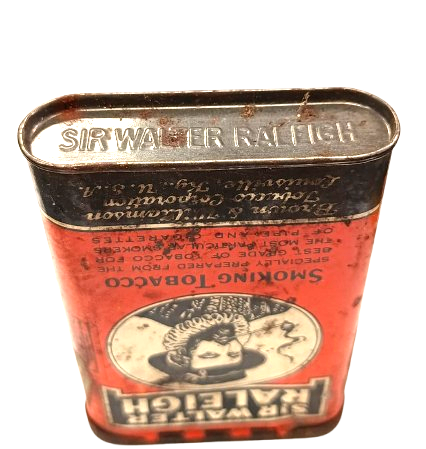 SIR WALTER RALEIGH
SIR WALTER
RALEIGH
SMOKING TOBACCO
SPECIALLY PREPARED FROM THE
BEST GRADE OF TOBACCO FOR
THE MOST PARTICULAR SMOKERS
OF PIPES AND CIGARETTES
Brown & Williamson
Tobacco Corporation
Louisville, Ky., U.S.A.